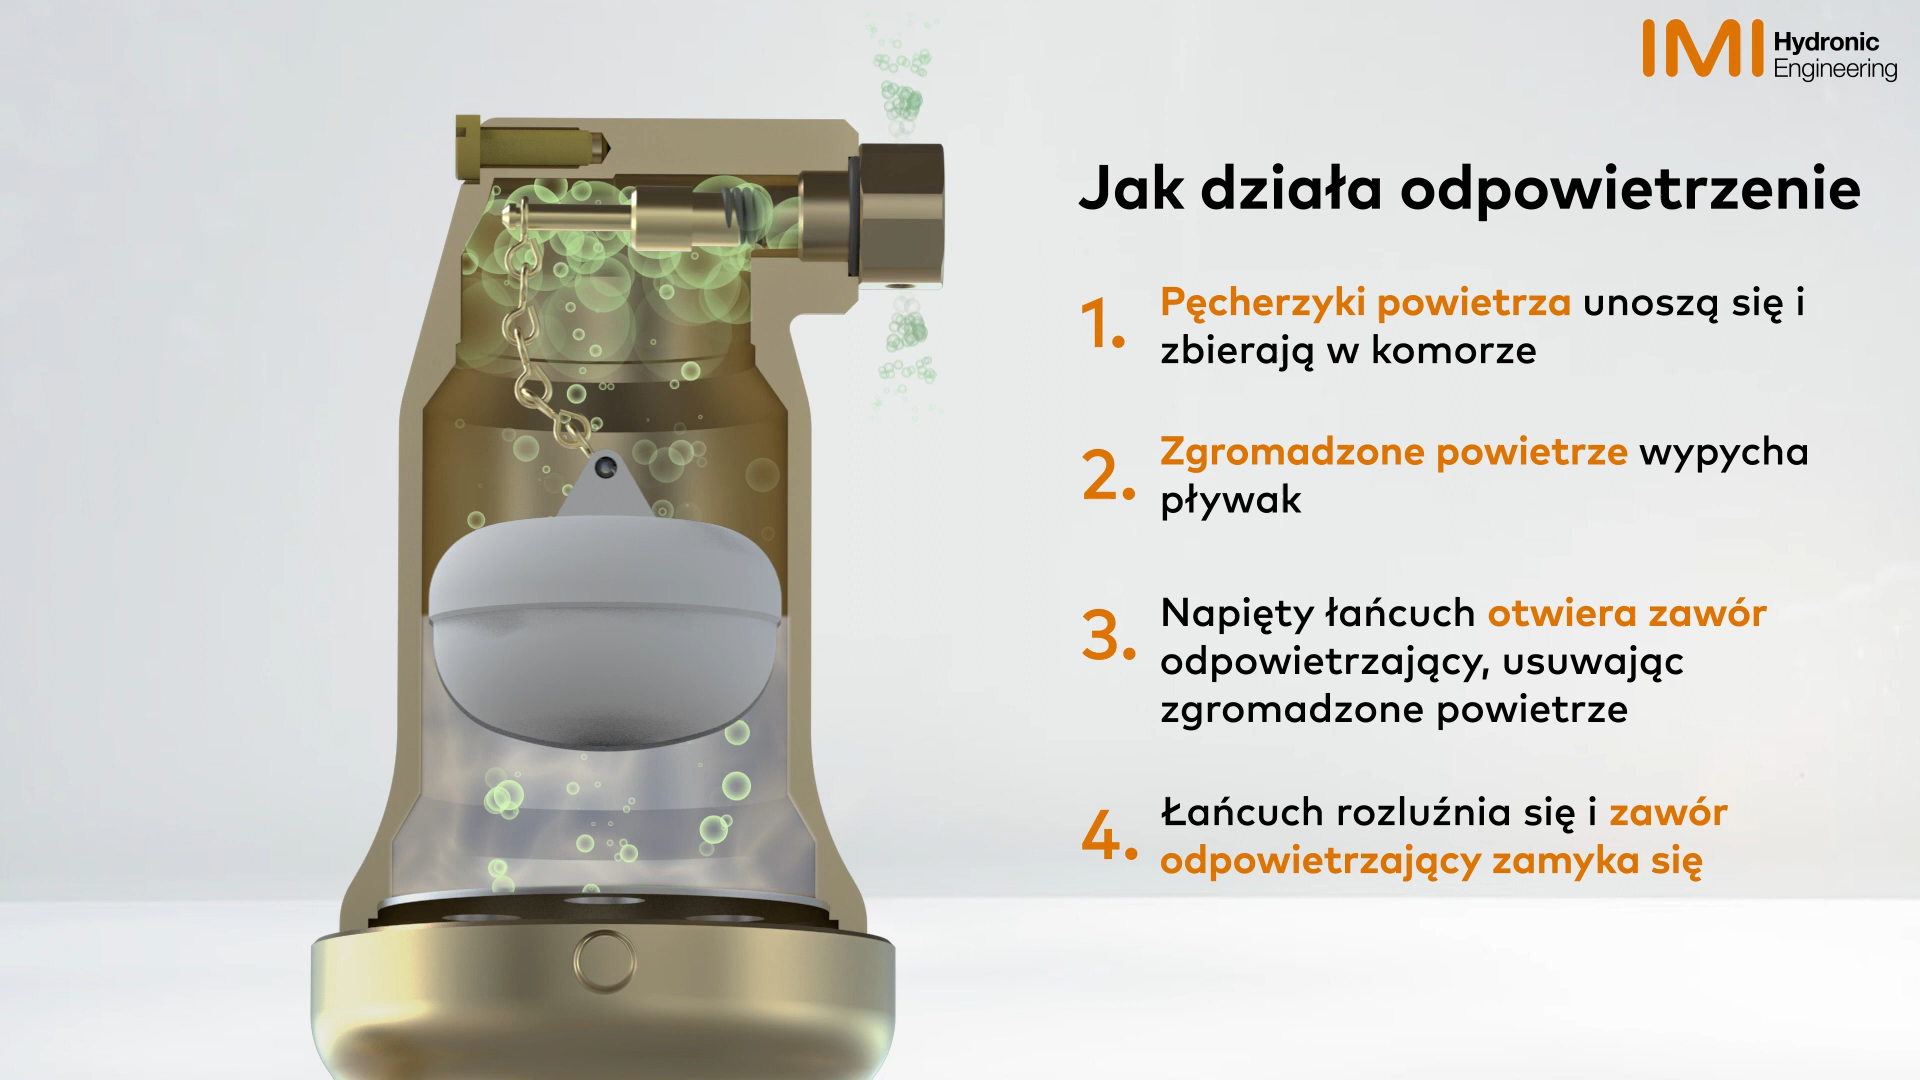 IMI Hydronic
Engineering
Jak działa odpowietrzenie
1. Pęcherzyki powietrza unoszą się i
zbierają w komorze
2. Zgromadzone powietrze wypycha
pływak
3. Napięty łańcuch otwiera zawór
odpowietrzający, usuwając
zgromadzone powietrze
4. Łańcuch rozluźnia się i zawór
odpowietrzający zamyka się